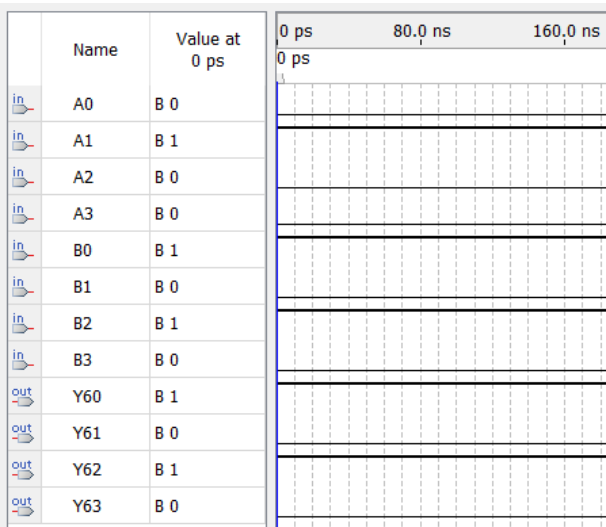 Name Value at 0 ps 0 ps 80.0 ns 160.0 ns
0 ps
in A0 B 0
in A1 B 1
in A2 B 0
in A3 B 0
in B0 B 1
in B1 B 0
in B2 B 1
in B3 B 0
out Y60 B 1
out Y61 B 0
out Y62 B 1
out Y63 B 0